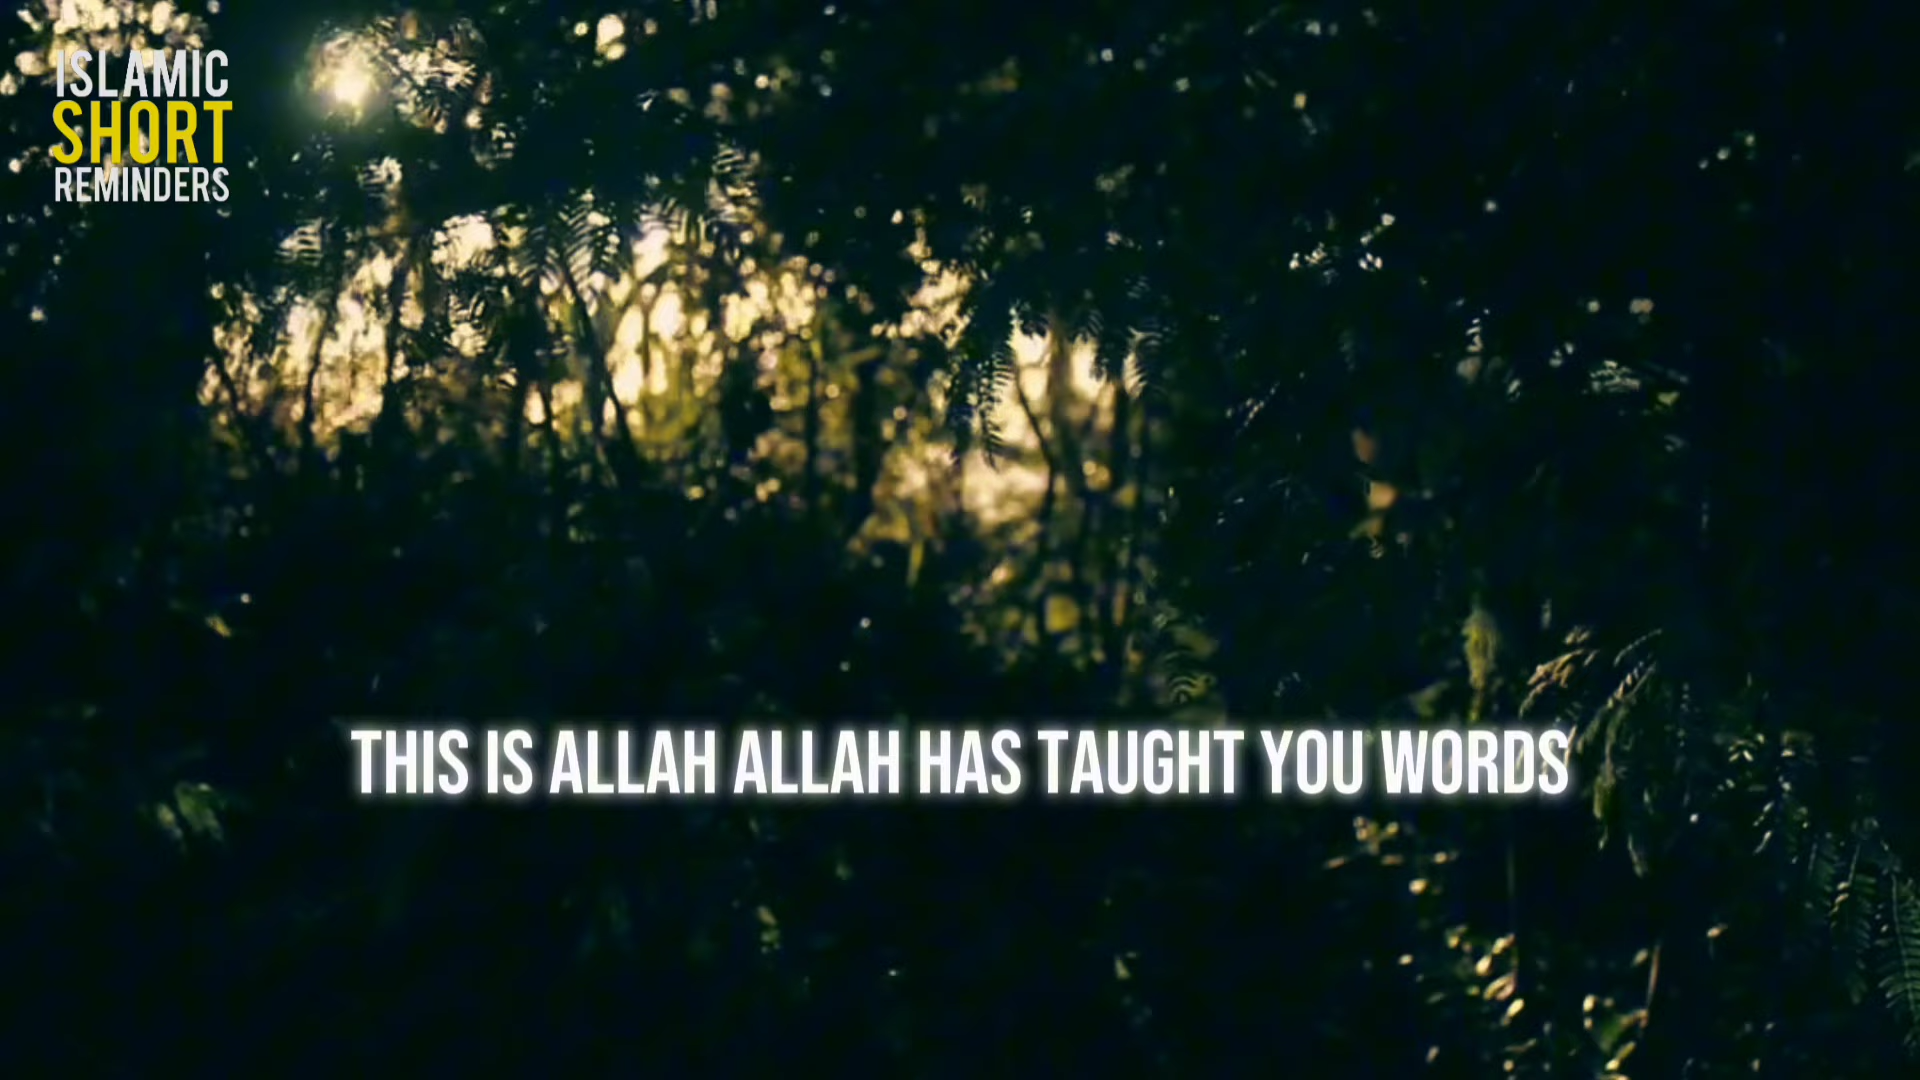 ISLAMIC
SHORT
REMINDERS
THIS IS ALLAH ALLAH HAS TAUGHT YOU WORDS